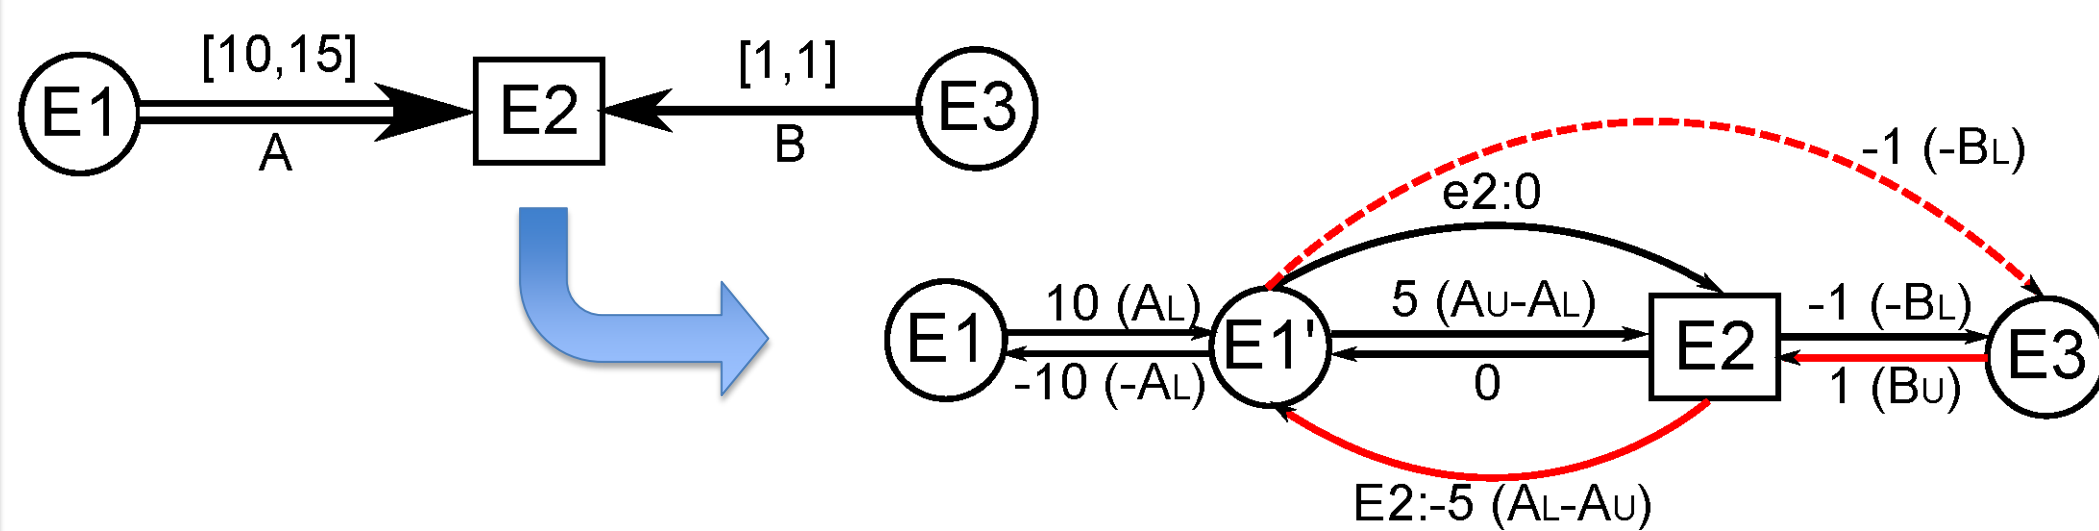 [10,15]
[1,1]
E1
E2
E3
A
B
-1 (-BL)
e2:0
E1
10 (AL)
-10 (-AL)
E1'
5 (AU-AL)
0
E2
-1 (-BL)
1 (BU)
E3
E2:-5 (AL-AU)